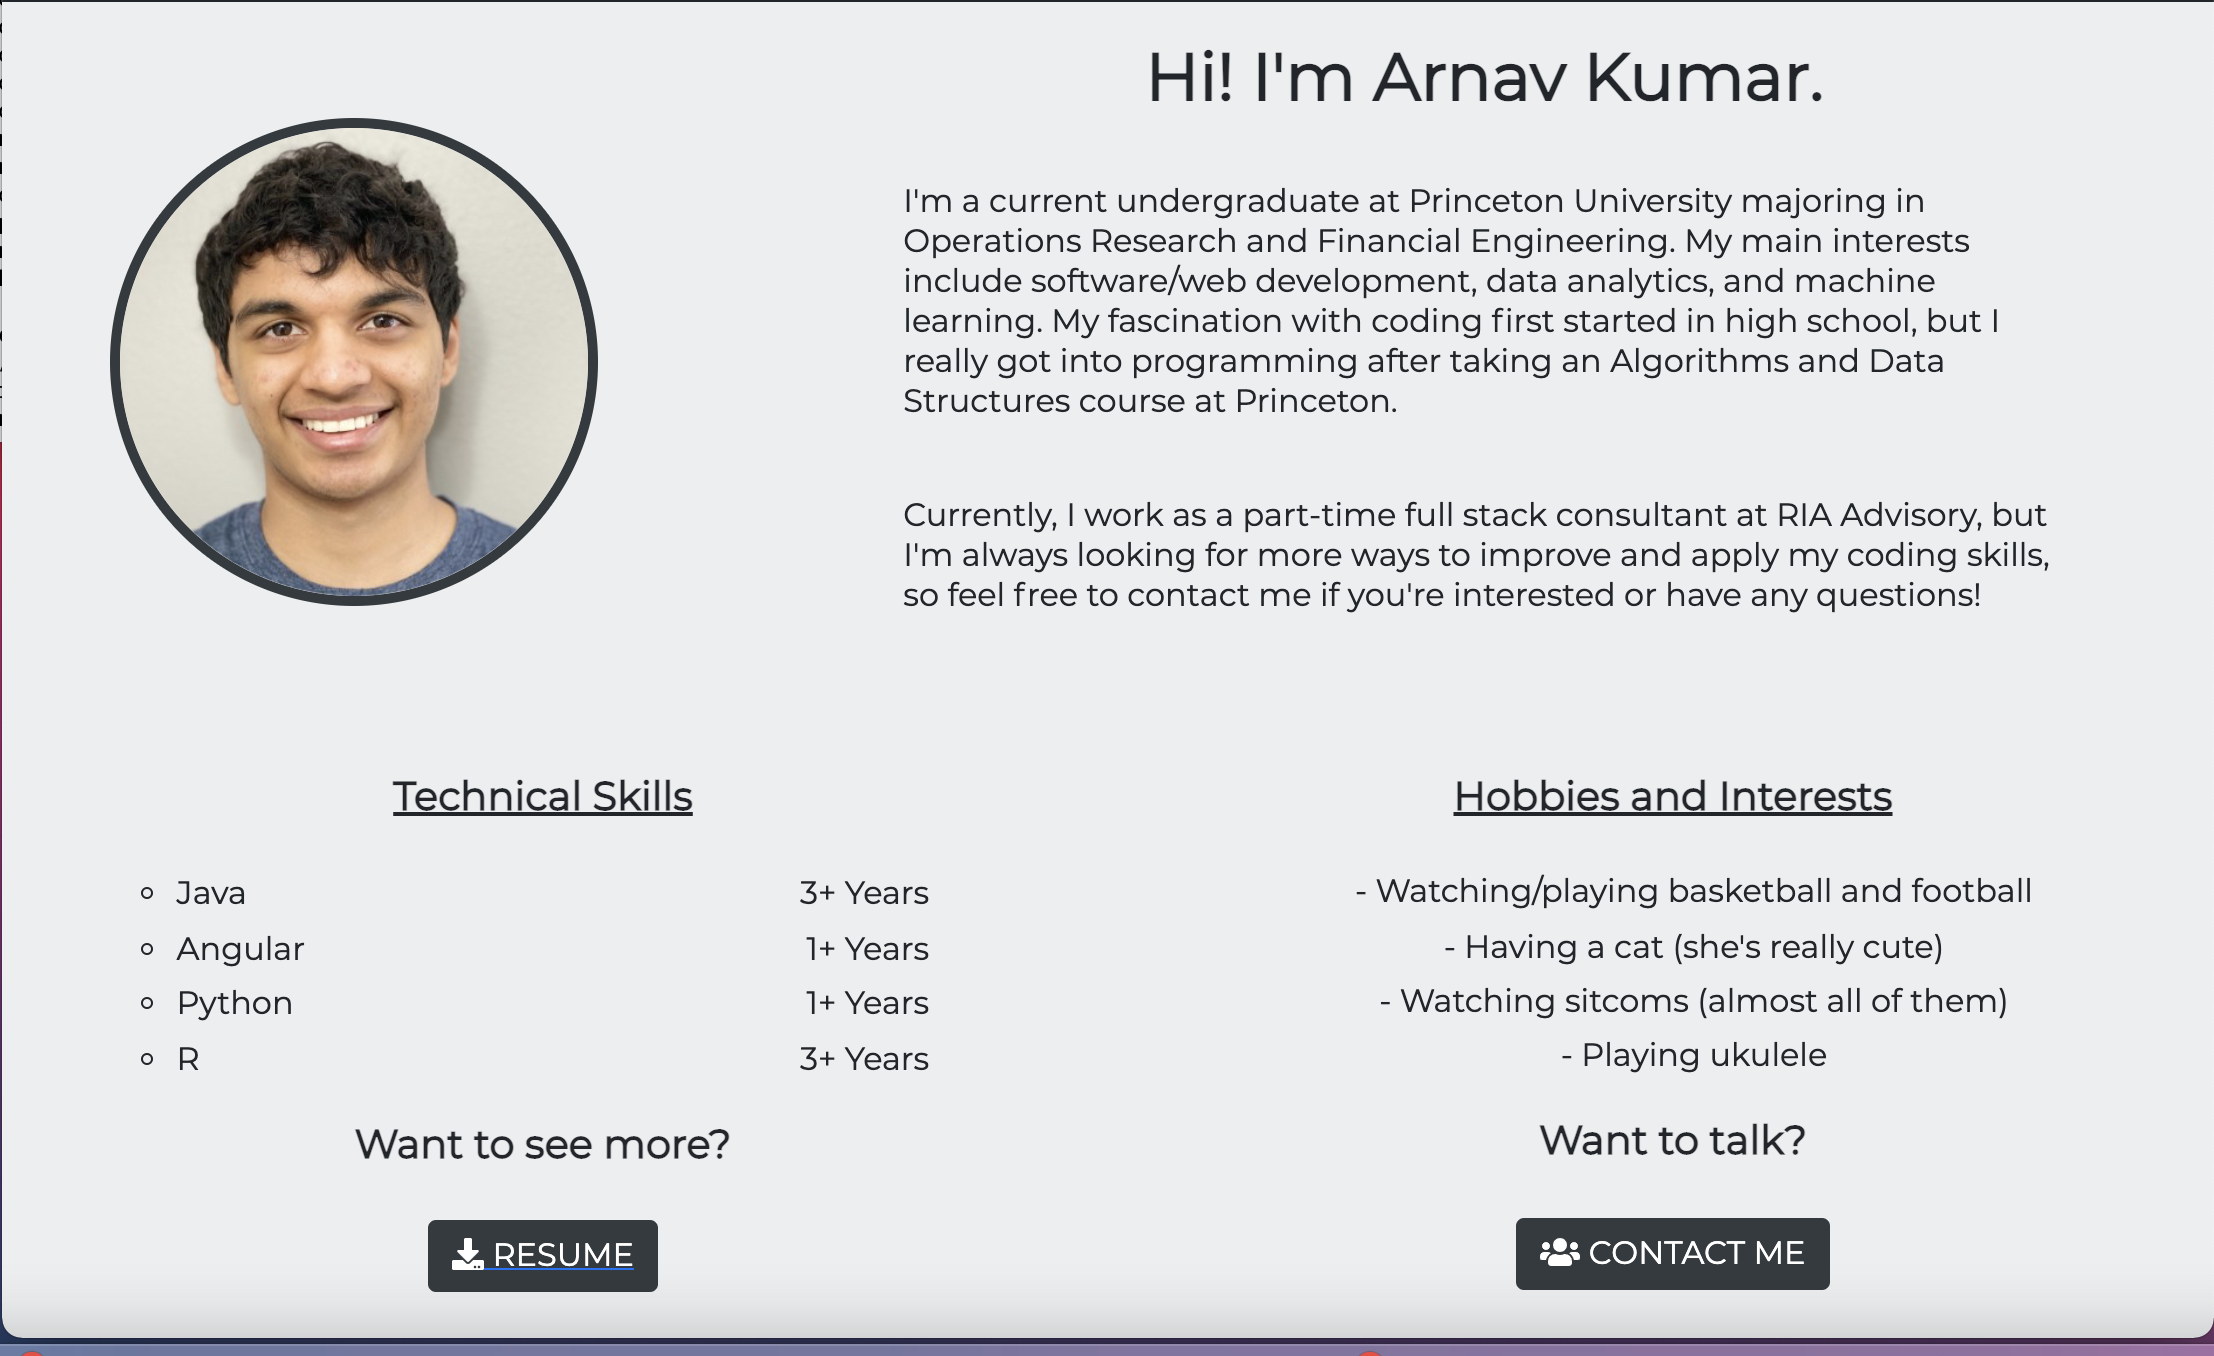 Hi! I'm Arnav Kumar.
I'm a current undergraduate at Princeton University majoring in
Operations Research and Financial Engineering. My main interests
include software/web development, data analytics, and machine
learning. My fascination with coding first started in high school, but I
really got into programming after taking an Algorithms and Data
Structures course at Princeton.
Currently, I work as a part-time full stack consultant at RIA Advisory, but
I'm always looking for more ways to improve and apply my coding skills,
so feel free to contact me if you're interested or have any questions!
Technical Skills
Java 3+ Years
Angular 1+ Years
Python 1+ Years
R 3+ Years
Want to see more?
RESUME
Hobbies and Interests
- Watching/playing basketball and football
- Having a cat (she's really cute)
- Watching sitcoms (almost all of them)
- Playing ukulele
Want to talk?
CONTACT ME